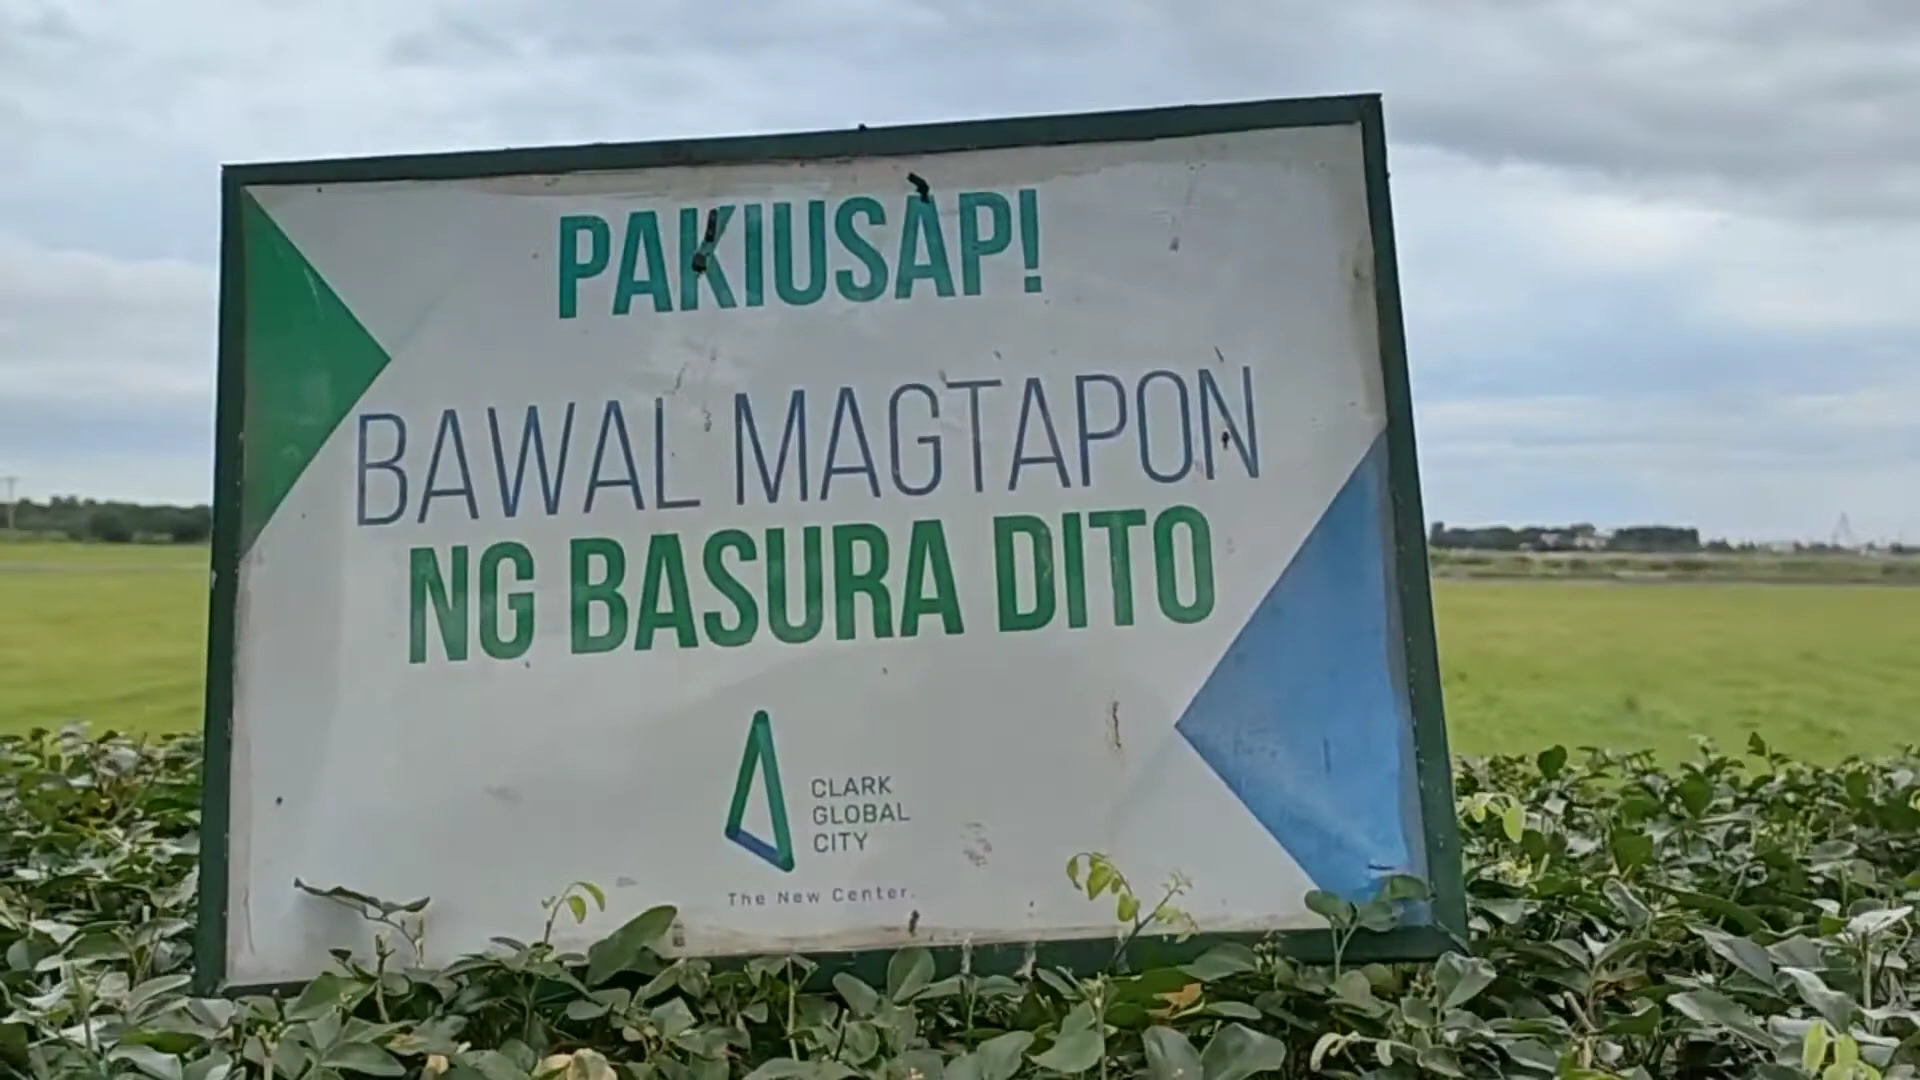 PAKIUSAP!
BAWAL MAGTAPON
NG BASURA DITO
CLARK
GLOBAL
CITY
The New Center.